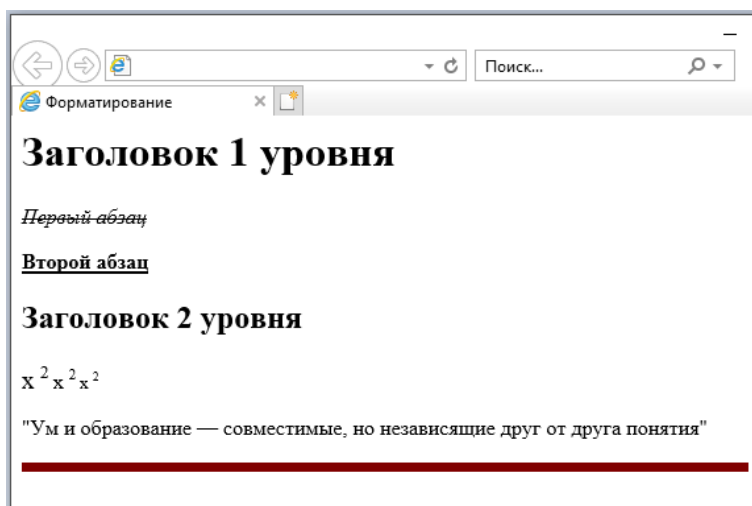 Поиск...
Форматирование
Заголовок 1 уровня
Первый абзац
Второй абзац
Заголовок 2 уровня
x 2 x 2 x 2
"Ум и образование — совместимые, но независящие друг от друга понятия"